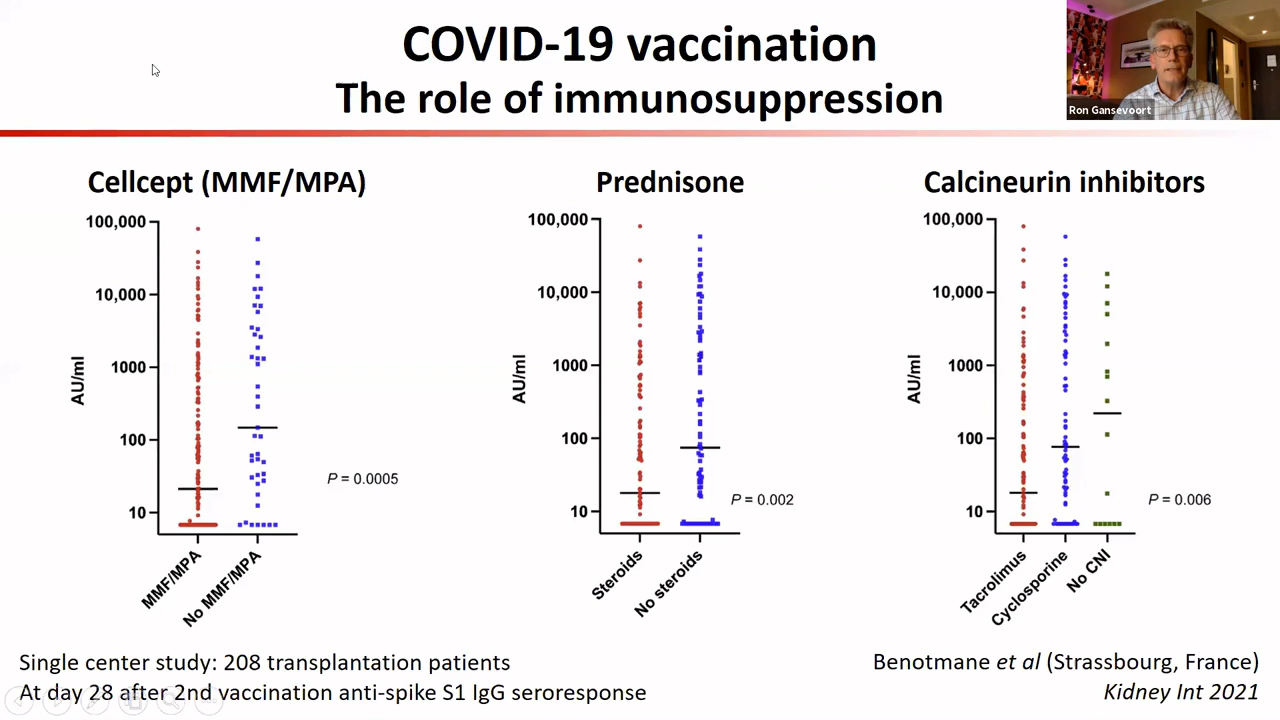 COVID-19 vaccination
The role of immunosuppression
Ron Gansevoort
Cellcept (MMF/MPA)
100,000
10,000
1000
100
10
AU/ml
P = 0.0005
MMF/MPA
No MMF/MPA
Prednisone
100,000
10,000
1000
100
10
AU/ml
P = 0.002
Steroids
No steroids
Calcineurin inhibitors
100,000
10,000
1000
100
10
AU/ml
P = 0.006
Tacrolimus
Cyclosporine
No CNI
Single center study: 208 transplantation patients
At day 28 after 2nd vaccination anti-spike S1 IgG seroresponse
Benotmane et al (Strassbourg, France)
Kidney Int 2021